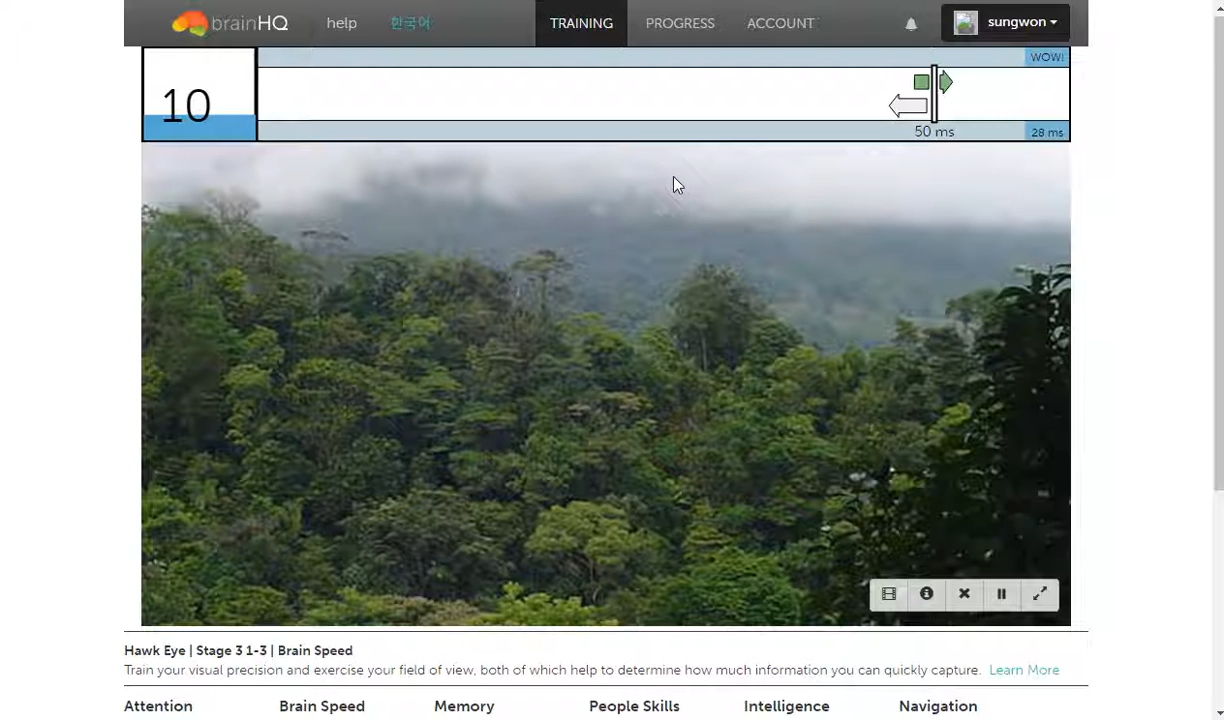 brainHQ help 한국어 TRAINING PROGRESS ACCOUNT sungwon
WOW!
10
50 ms 28 ms
Hawk Eye | Stage 3 1-3 | Brain Speed
Train your visual precision and exercise your field of view, both of which help to determine how much information you can quickly capture. Learn More
Attention Brain Speed Memory People Skills Intelligence Navigation